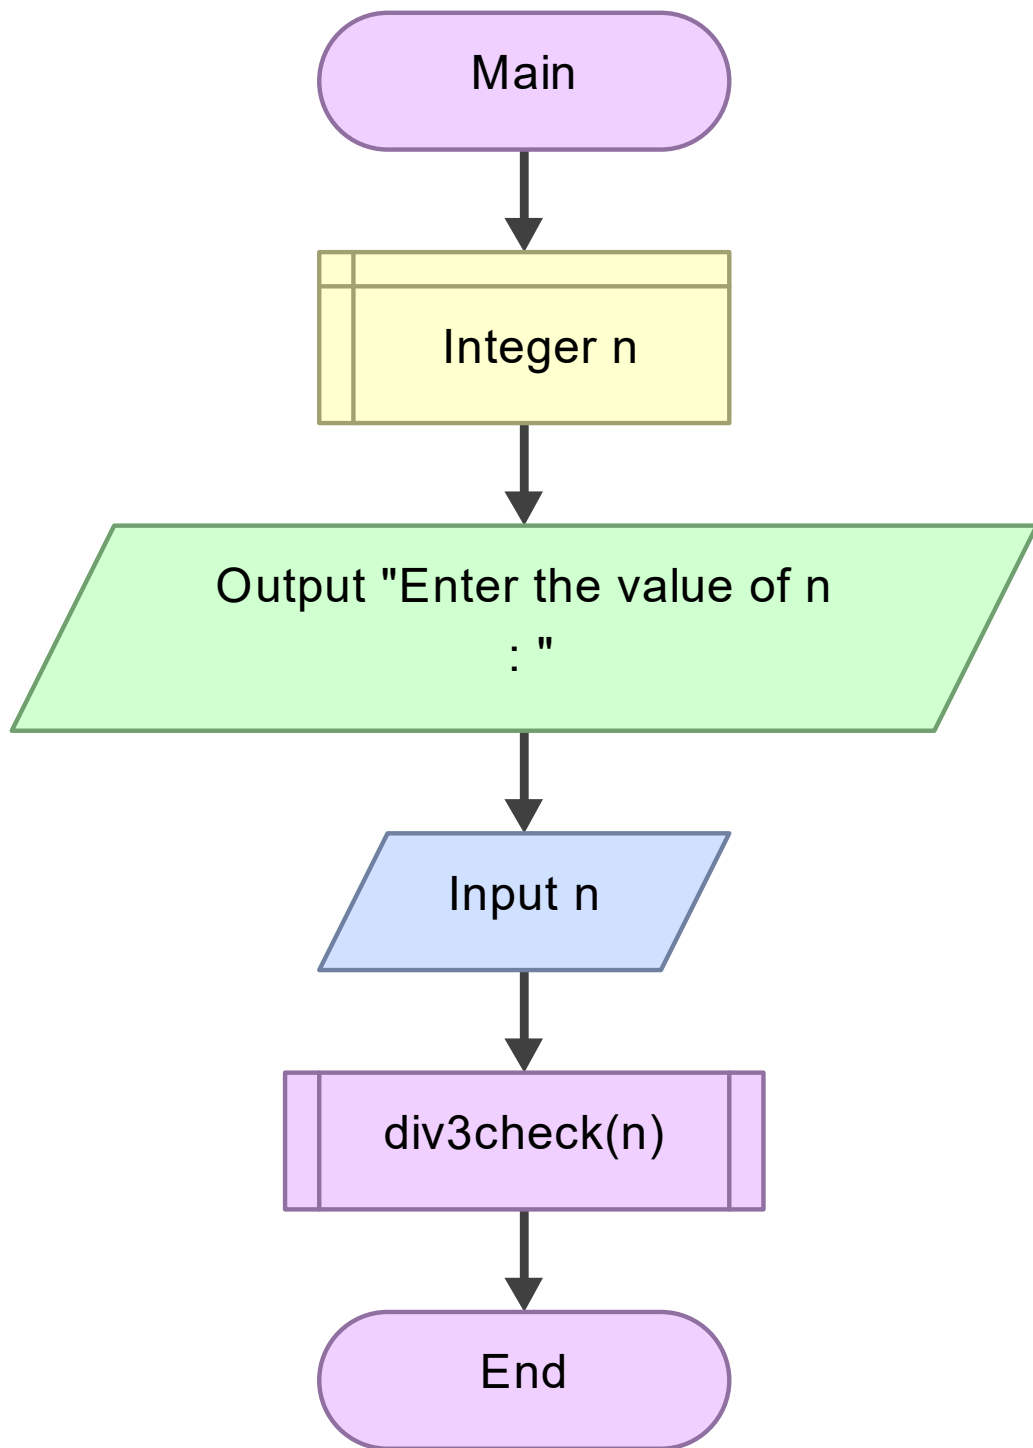 Main
Integer n
Output "Enter the value of n
: "
Input n
div3check(n)
End